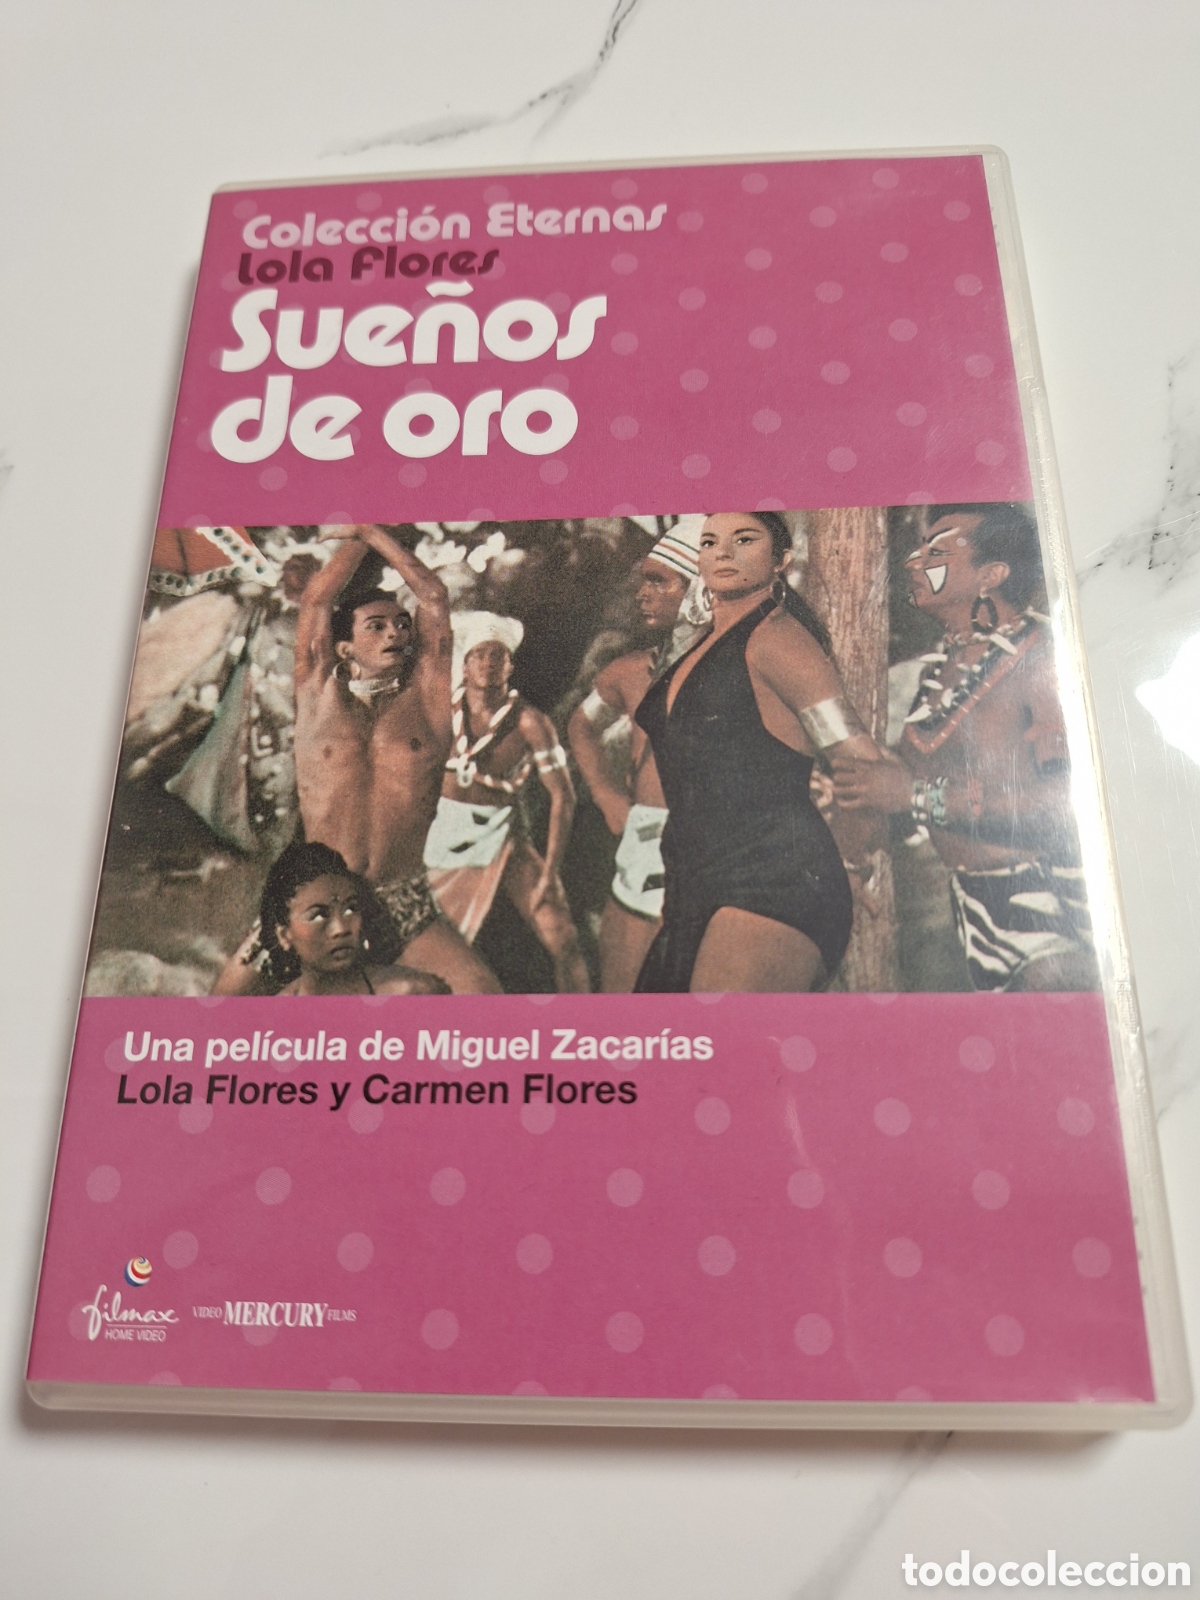 Colección Eternas
Lola Flores
Sueños
de oro
Una película de Miguel Zacarías
Lola Flores y Carmen Flores
filmax
HOME VIDEO
VIDEO MERCURY FILMS
todocoleccion